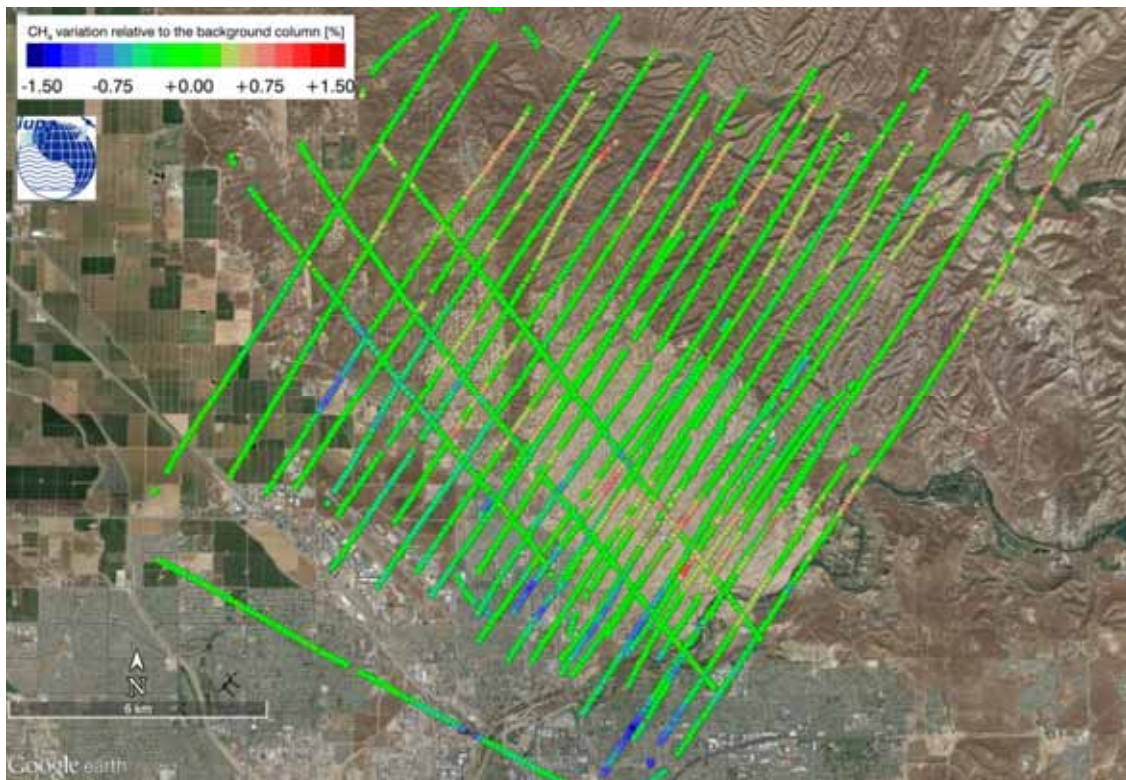 CH₄ variation relative to the background column [%]
-1.50 -0.75 +0.00 +0.75 +1.50
iup
N
6 km
Google earth